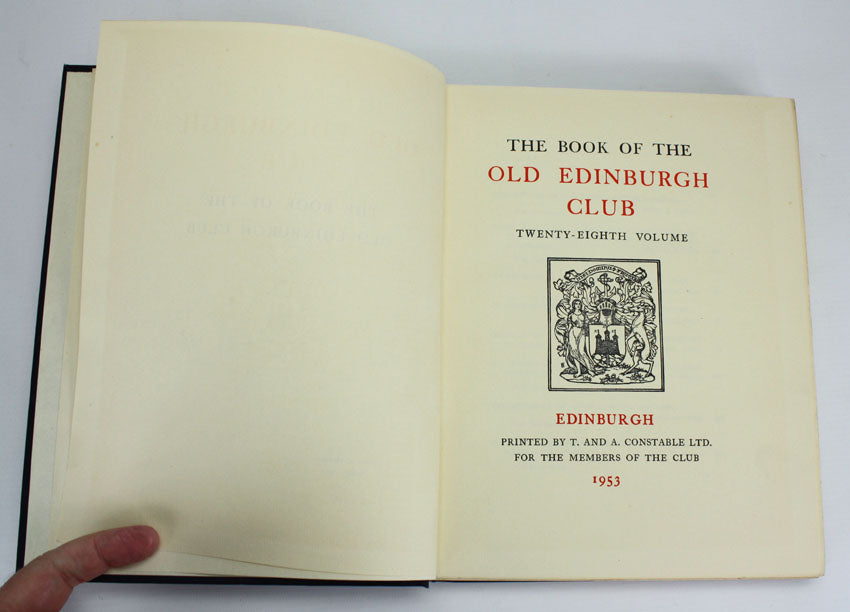 THE BOOK OF THE
OLD EDINBURGH
CLUB
TWENTY-EIGHTH VOLUME
EDINBURGH
PRINTED BY T. AND A. CONSTABLE LTD.
FOR THE MEMBERS OF THE CLUB
1953